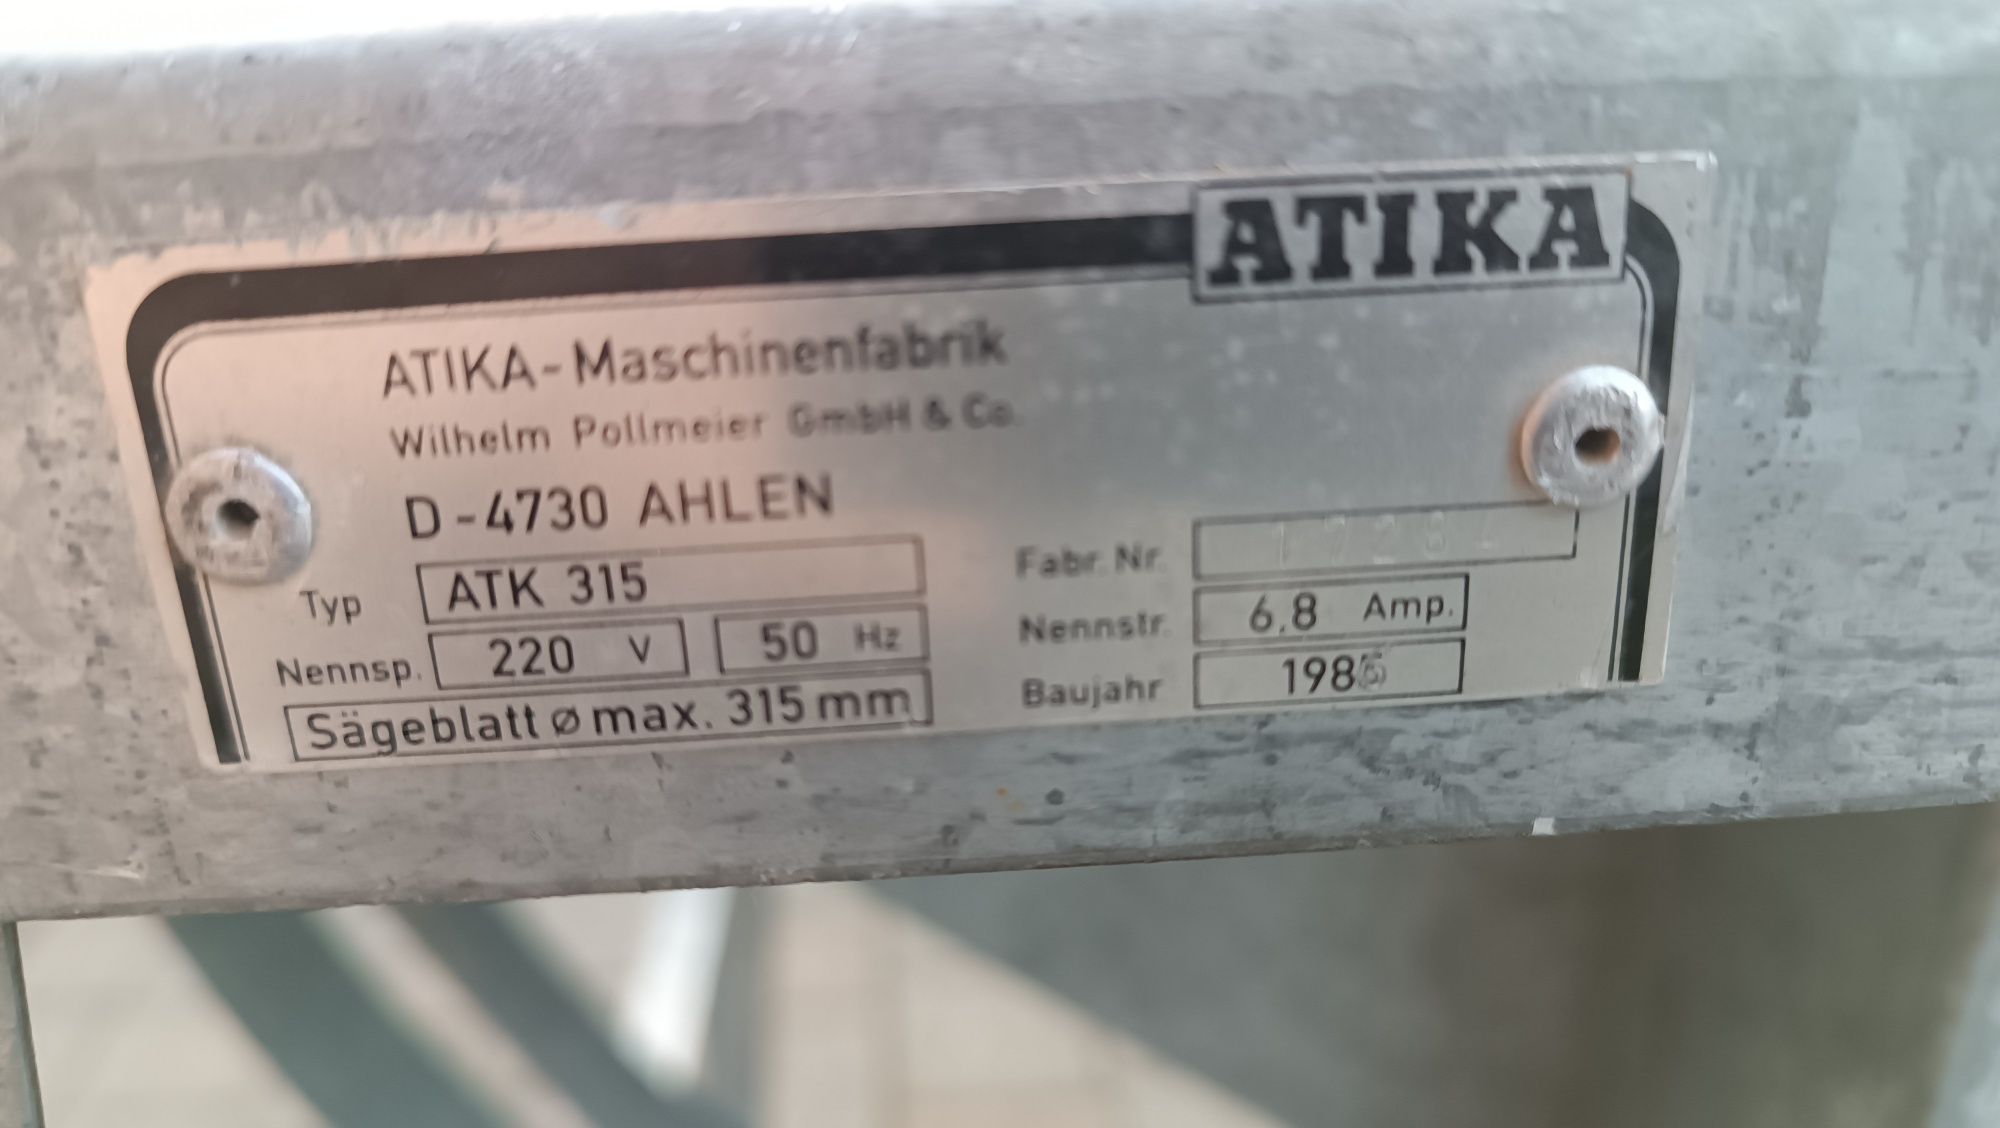 ATIKA
ATIKA-Maschinenfabrik
Wilhelm Pollmeier GmbH & Co.
D-4730 AHLEN
Typ ATK 315
Fabr. Nr.
Nennsp. 220 V 50 Hz
Nennstr. 6.8 Amp.
Sägeblatt ø max. 315 mm
Baujahr